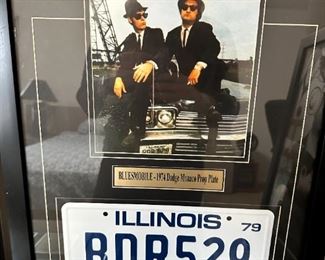 BLUESMOBILE - 1974 Dodge Monaco Prop Plate
ILLINOIS 79
BDR529